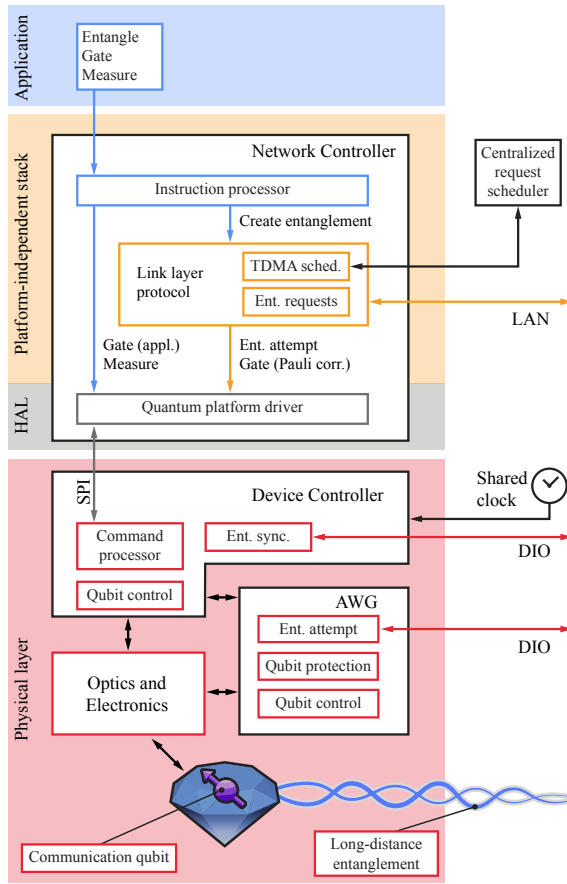 Application
Entangle
Gate
Measure
Platform-independent stack
Network Controller
Instruction processor
Create entanglement
Link layer
protocol
TDMA sched.
Ent. requests
Centralized
request
scheduler
LAN
Gate (appl.)
Measure
Ent. attempt
Gate (Pauli corr.)
HAL
Quantum platform driver
SPI
Physical layer
Device Controller
Shared
clock
Command
processor
Ent. sync.
DIO
Qubit control
AWG
Ent. attempt
DIO
Qubit protection
Qubit control
Optics and
Electronics
Communication qubit
Long-distance
entanglement